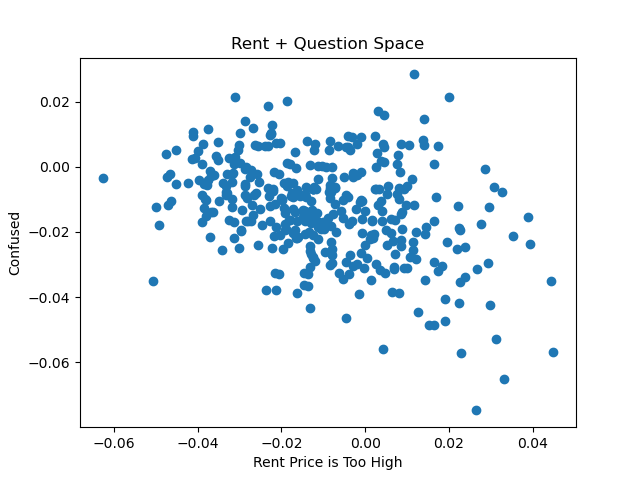 Rent + Question Space
Confused
0.02
0.00
−0.02
−0.04
−0.06
−0.06 −0.04 −0.02 0.00 0.02 0.04
Rent Price is Too High